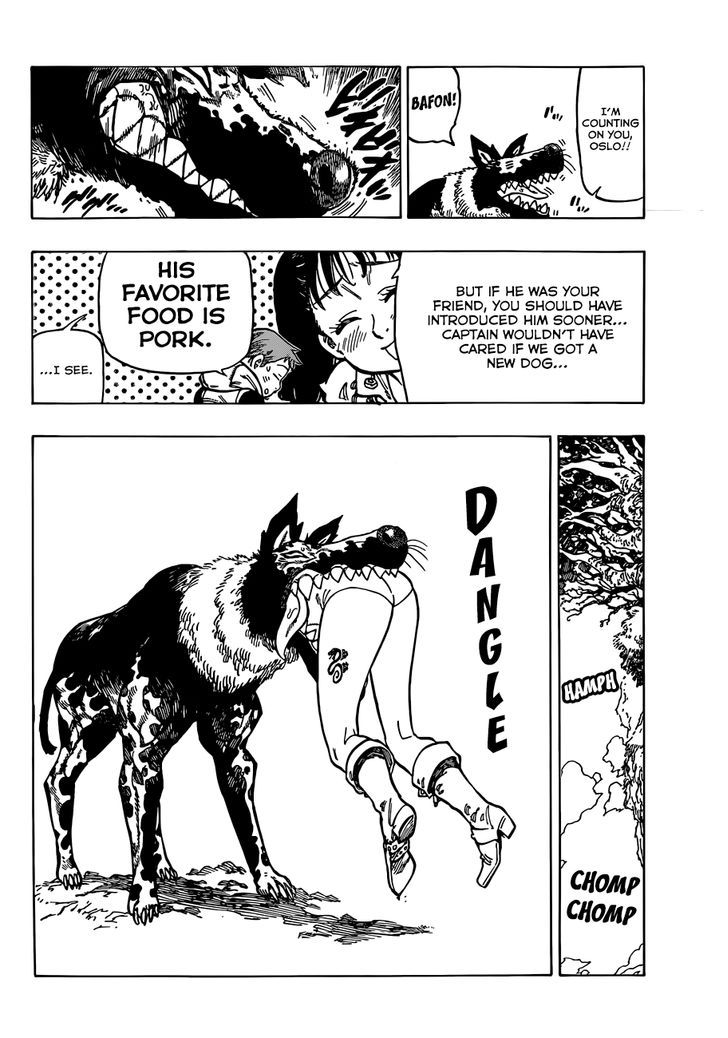 I'M
COUNTING
ON YOU,
OSLO!!
BAFON!
BUT IF HE WAS YOUR
FRIEND, YOU SHOULD HAVE
INTRODUCED HIM SOONER...
CAPTAIN WOULDN'T HAVE
CARED IF WE GOT A
NEW DOG...
HIS
FAVORITE
FOOD IS
PORK.
...I SEE.
HAMPH
CHOMP
CHOMP
DANGLE